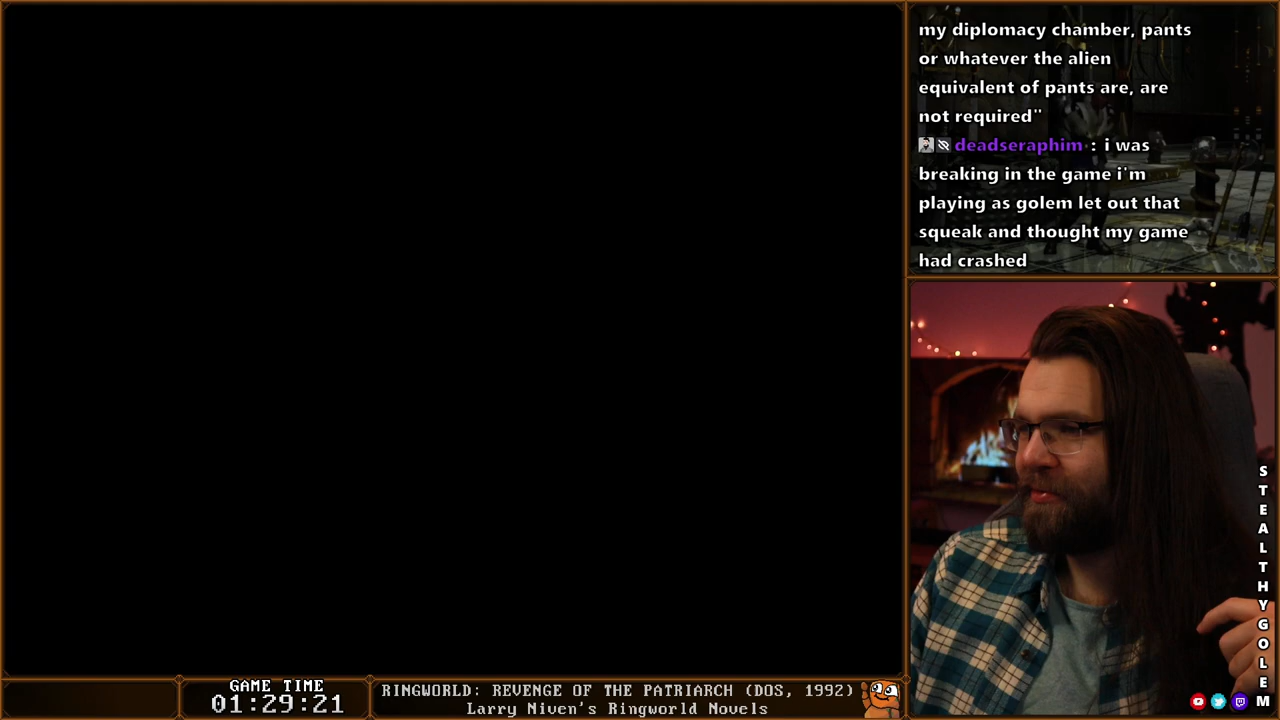 my diplomacy chamber, pants
or whatever the alien
equivalent of pants are, are
not required"
deadseraphim : i was
breaking in the game i'm
playing as golem let out that
squeak and thought my game
had crashed
STEALTHYGOLEM
GAME TIME
01:29:21
RINGWORLD: REVENGE OF THE PATRIARCH (DOS, 1992)
Larry Niven's Ringworld Novels